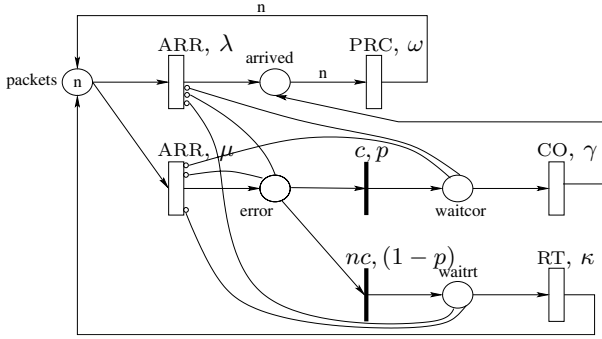 n
ARR, λ
arrived
PRC, ω
packets
n
n
ARR, μ
c, p
CO, γ
error
waitcor
nc, (1 − p)
waitrt
RT, κ